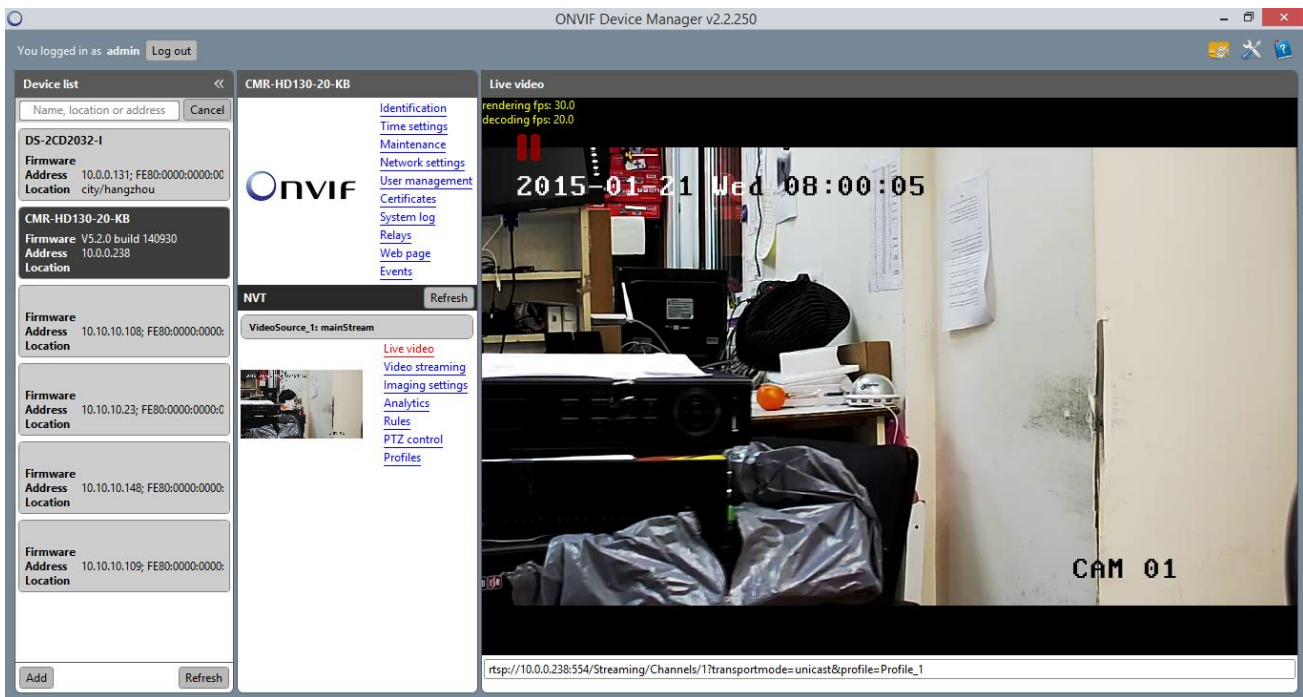 ONVIF Device Manager v2.2.250
You logged in as admin Log out
Device list «
Name, location or address Cancel
DS-2CD2032-I
Firmware
Address 10.0.0.131; FE80:0000:0000:00
Location city/hangzhou
CMR-HD130-20-KB
Firmware V5.2.0 build 140930
Address 10.0.0.238
Location
Firmware
Address 10.10.10.108; FE80:0000:0000:
Location
Firmware
Address 10.10.10.23; FE80:0000:0000:0
Location
Firmware
Address 10.10.10.148; FE80:0000:0000:
Location
Firmware
Address 10.10.10.109; FE80:0000:0000:
Location
Add Refresh
CMR-HD130-20-KB
ONVIF
Identification
Time settings
Maintenance
Network settings
User management
Certificates
System log
Relays
Web page
Events
NVT Refresh
VideoSource_1: mainStream
Live video
Video streaming
Imaging settings
Analytics
Rules
PTZ control
Profiles
Live video
rendering fps: 30.0
decoding fps: 20.0
2015-01-21 Wed 08:00:05
CAM 01
rtsp://10.0.0.238:554/Streaming/Channels/1?transportmode=unicast&profile=Profile_1